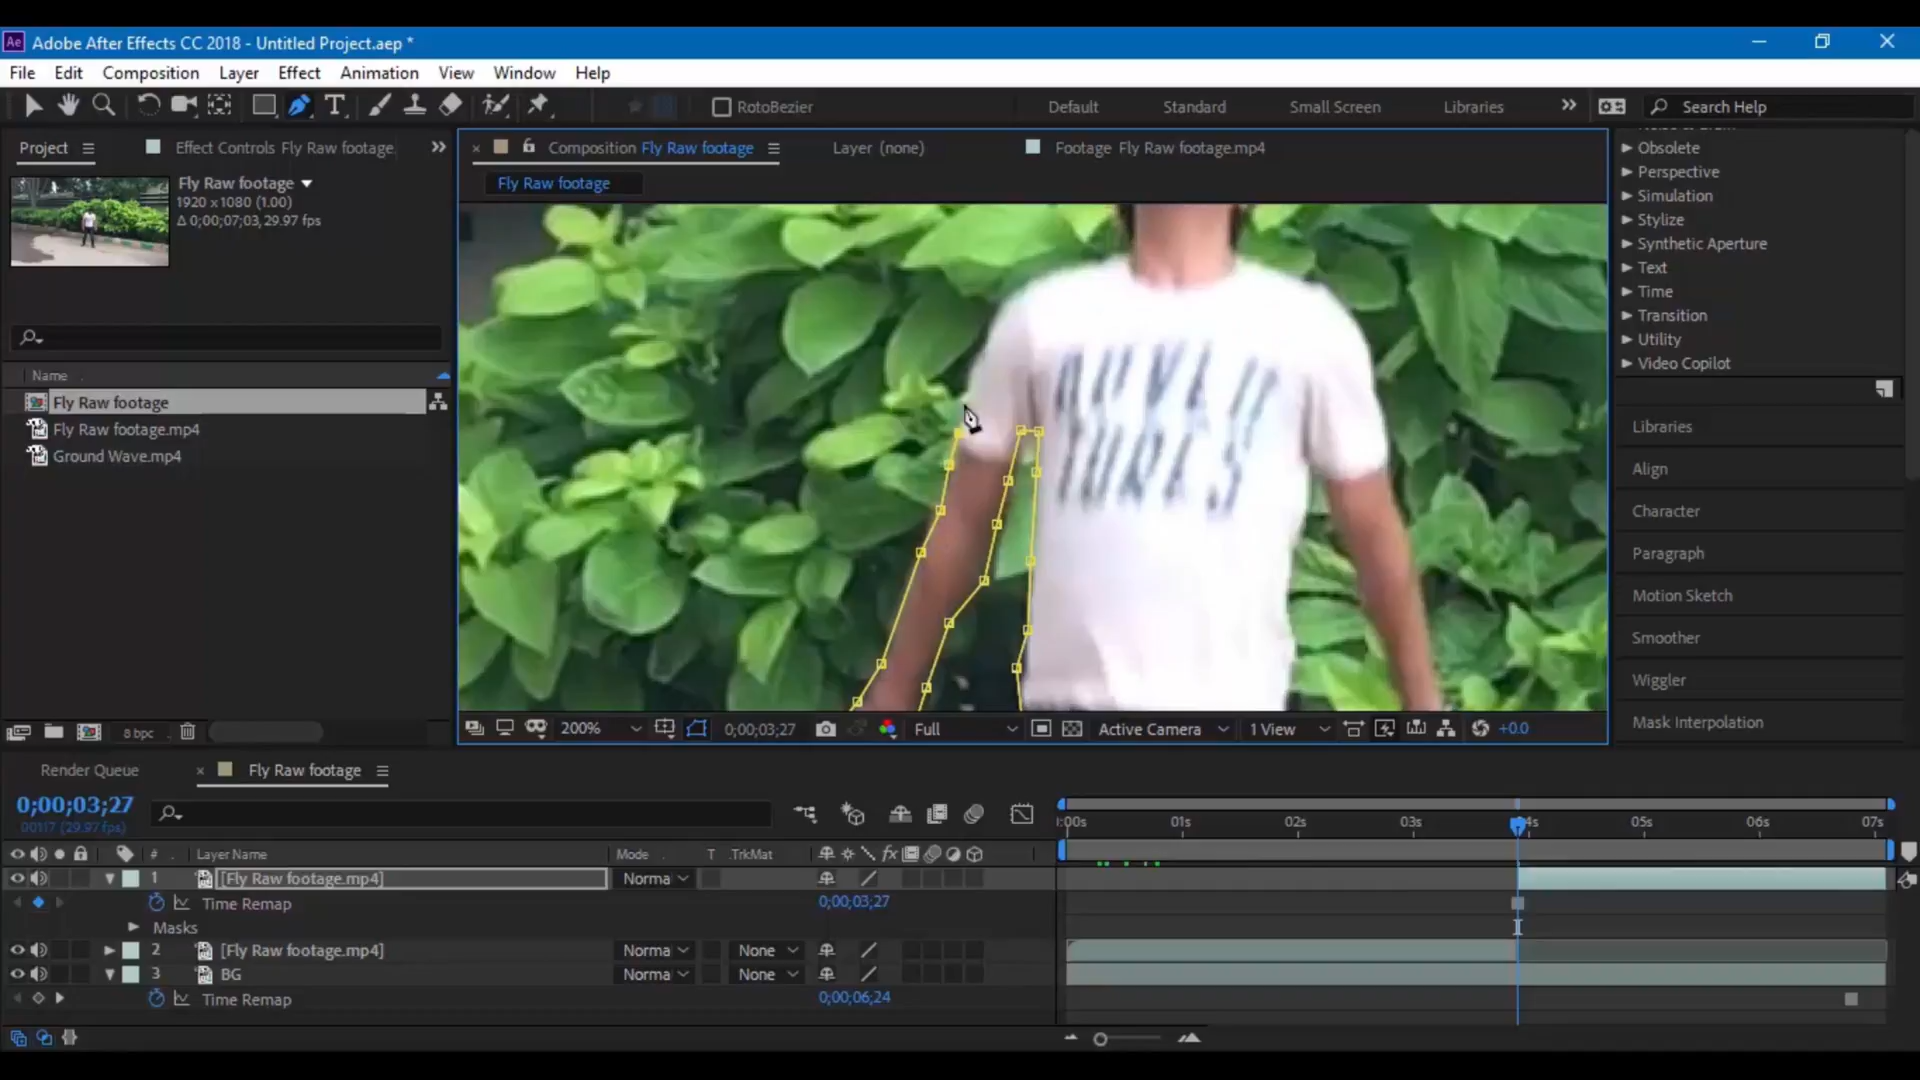 Ae Adobe After Effects CC 2018 - Untitled Project.aep *
File Edit Composition Layer Effect Animation View Window Help
T RotoBezier Default Standard Small Screen Libraries Search Help
Project Effect Controls Fly Raw footage
Composition Fly Raw footage Layer (none) Footage Fly Raw footage.mp4
Fly Raw footage
1920 x1080 (1.00)
Δ 0;00;07;03, 29.97 fps
Fly Raw footage
Obsolete
Perspective
Simulation
Stylize
Synthetic Aperture
Text
Time
Transition
Utility
Video Copilot
Name
Fly Raw footage
Fly Raw footage.mp4
Ground Wave.mp4
Libraries
Align
Character
Paragraph
Motion Sketch
Smoother
Wiggler
Mask Interpolation
8 bpc
200% 0;00;03;27 Full Active Camera 1 View +0.0
Render Queue Fly Raw footage
0;00;03;27
00117 (29.97 fps)
:00s 01s 02s 03s 04s 05s 06s 07s
# Layer Name Mode T .TrkMat fx
1 [Fly Raw footage.mp4] Norma
Time Remap 0;00;03;27
Masks
2 [Fly Raw footage.mp4] Norma None
3 BG Norma None
Time Remap 0;00;06;24